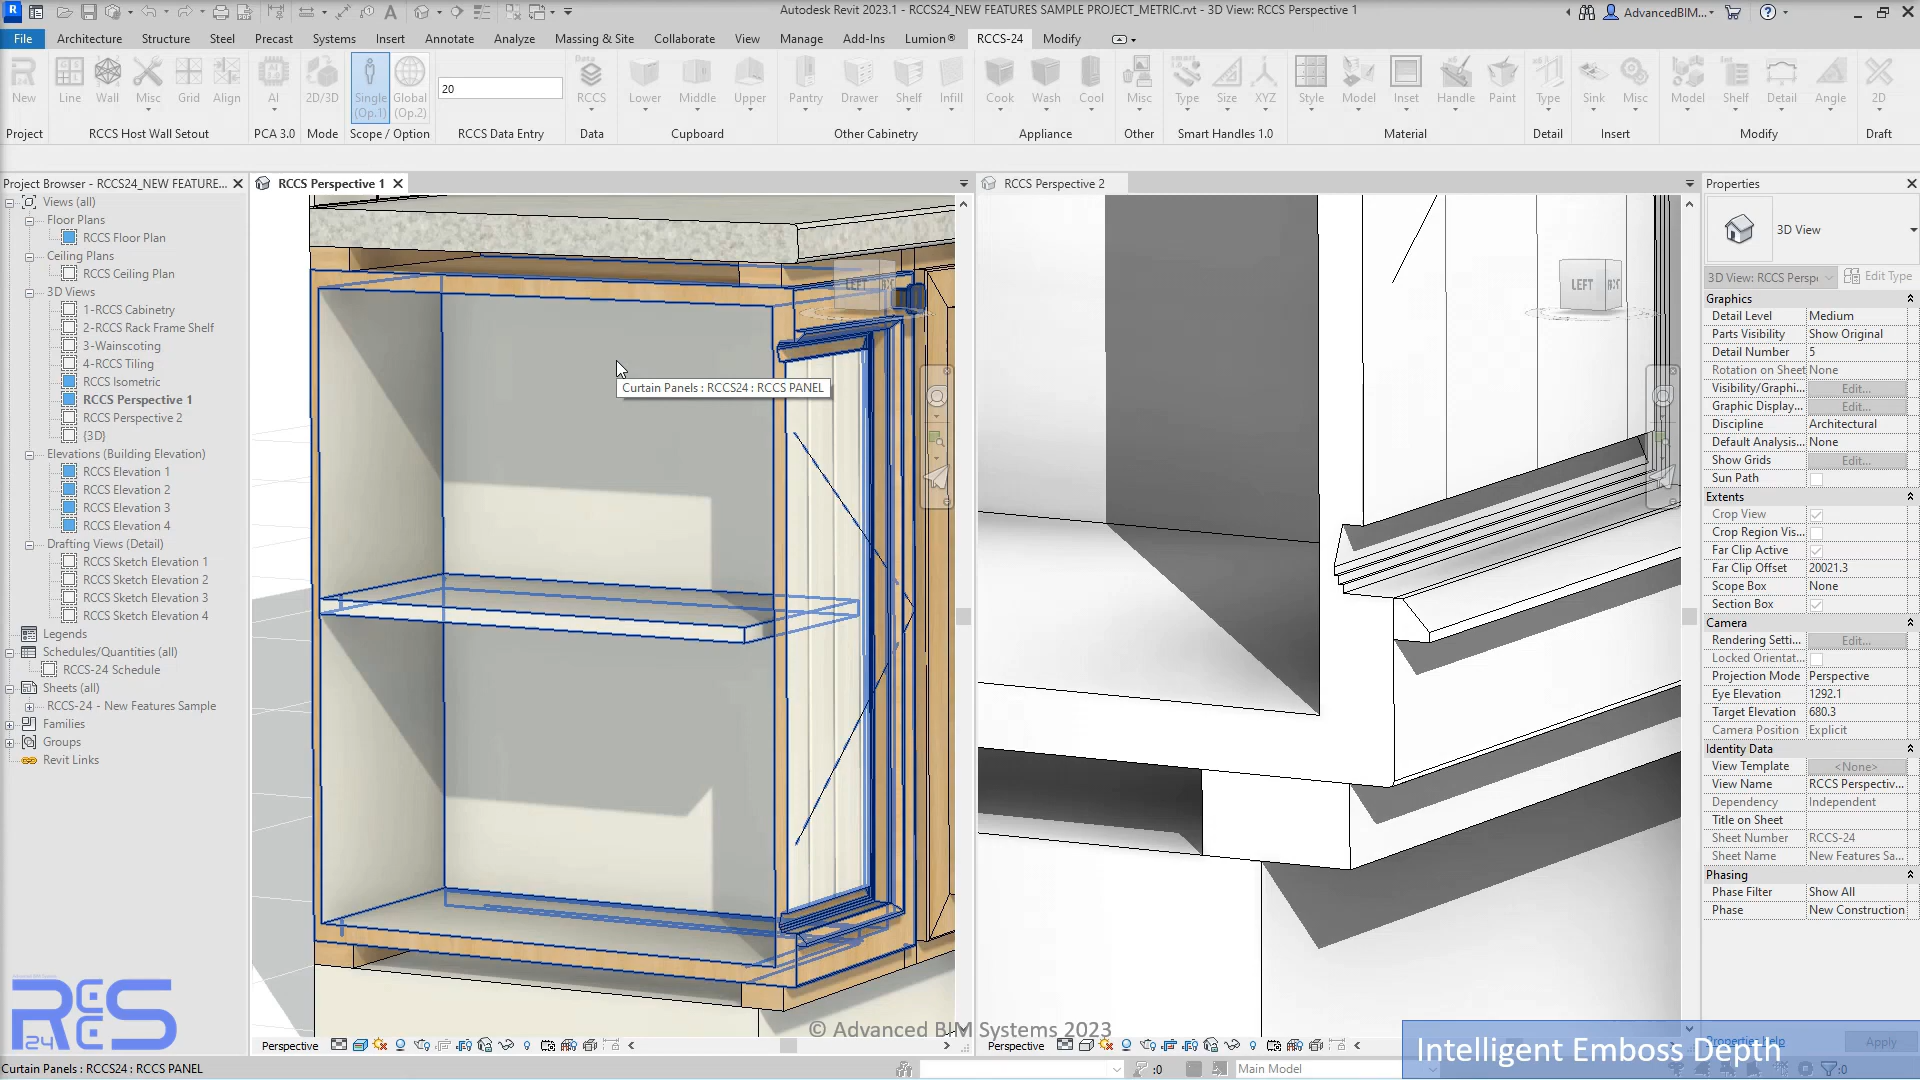 Autodesk Revit 2023.1 - RCCS24_NEW FEATURES SAMPLE PROJECT_METRIC.rvt - 3D View: RCCS Perspective 1
AdvancedBIM...
File Architecture Structure Steel Precast Systems Insert Annotate Analyze Massing & Site Collaborate View Manage Add-Ins Lumion® RCCS-24 Modify
New Line Wall Misc Grid Align AI 2D/3D Single (Op.1) Global (Op.2) 20 Data RCCS Lower Middle Upper Pantry Drawer Shelf Infill Cook Wash Cool Misc Type Size XYZ Style Model Inset Handle Paint Type Sink Misc Model Shelf Detail Angle 2D
Project RCCS Host Wall Setout PCA 3.0 Mode Scope / Option RCCS Data Entry Data Cupboard Other Cabinetry Appliance Other Smart Handles 1.0 Material Detail Insert Modify Draft
Project Browser - RCCS24_NEW FEATURE...
Views (all)
Floor Plans
RCCS Floor Plan
Ceiling Plans
RCCS Ceiling Plan
3D Views
1-RCCS Cabinetry
2-RCCS Rack Frame Shelf
3-Wainscoting
4-RCCS Tiling
RCCS Isometric
RCCS Perspective 1
RCCS Perspective 2
{3D}
Elevations (Building Elevation)
RCCS Elevation 1
RCCS Elevation 2
RCCS Elevation 3
RCCS Elevation 4
Drafting Views (Detail)
RCCS Sketch Elevation 1
RCCS Sketch Elevation 2
RCCS Sketch Elevation 3
RCCS Sketch Elevation 4
Legends
Schedules/Quantities (all)
RCCS-24 Schedule
Sheets (all)
RCCS-24 - New Features Sample
Families
Groups
Revit Links
RCCS
24
RCCS Perspective 1
LEFT
Curtain Panels : RCCS24 : RCCS PANEL
Perspective
RCCS Perspective 2
LEFT
Perspective
© Advanced BIM Systems 2023
Properties
3D View
3D View: RCCS Perspe Edit Type
Graphics
Detail Level Medium
Parts Visibility Show Original
Detail Number 5
Rotation on Sheet None
Visibility/Graphi... Edit...
Graphic Display... Edit...
Discipline Architectural
Default Analysis... None
Show Grids Edit...
Sun Path
Extents
Crop View
Crop Region Vis...
Far Clip Active
Far Clip Offset 20021.3
Scope Box None
Section Box
Camera
Rendering Setti... Edit...
Locked Orientat...
Projection Mode Perspective
Eye Elevation 1292.1
Target Elevation 680.3
Camera Position Explicit
Identity Data
View Template <None>
View Name RCCS Perspectiv...
Dependency Independent
Title on Sheet
Sheet Number RCCS-24
Sheet Name New Features Sa...
Phasing
Phase Filter Show All
Phase New Construction
Properties help Apply
Intelligent Emboss Depth
Curtain Panels : RCCS24 : RCCS PANEL
:0 Main Model :0